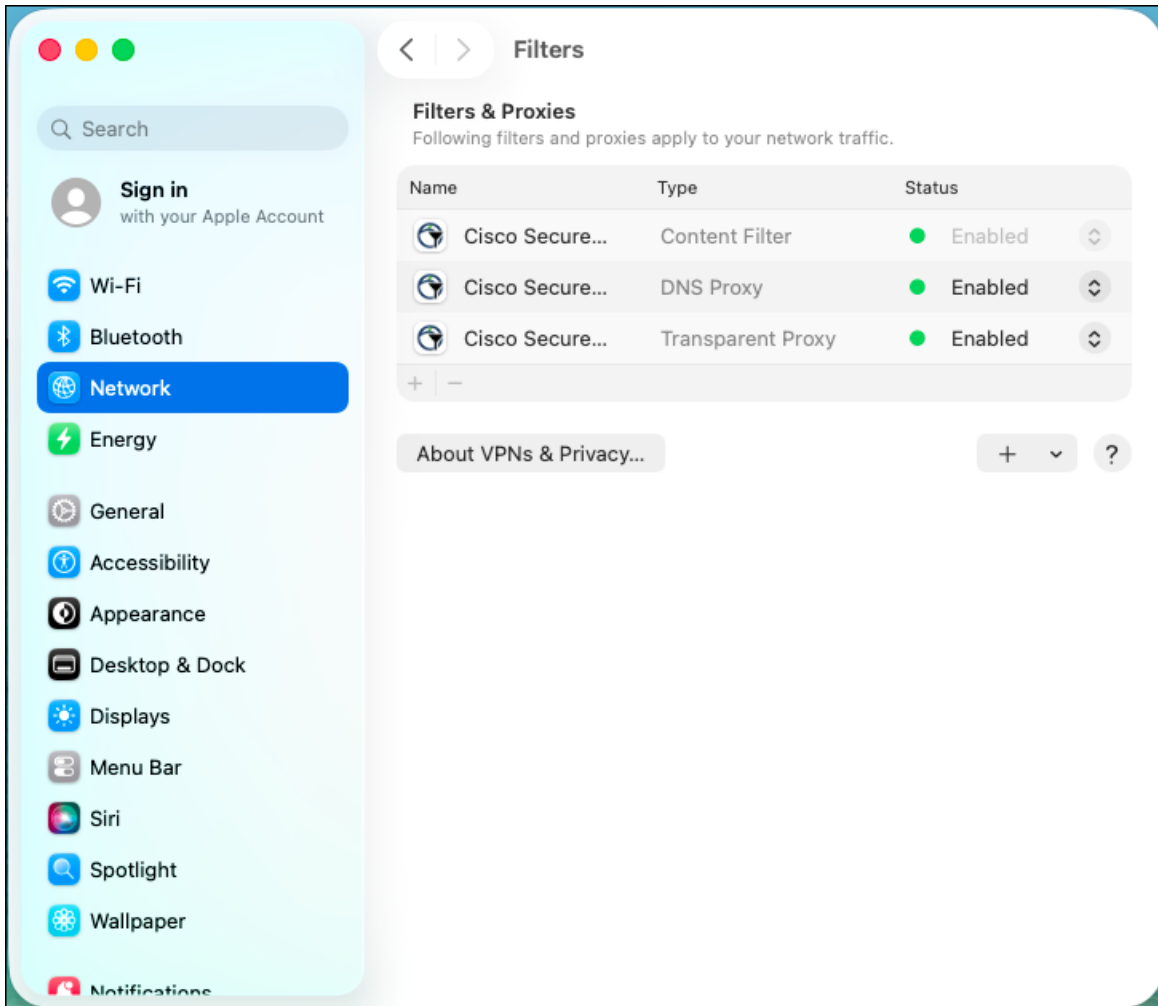 Filters
Search
Sign in
with your Apple Account
Wi-Fi
Bluetooth
Network
Energy
General
Accessibility
Appearance
Desktop & Dock
Displays
Menu Bar
Siri
Spotlight
Wallpaper
Notifications
Filters & Proxies
Following filters and proxies apply to your network traffic.
Name Type Status
Cisco Secure... Content Filter Enabled
Cisco Secure... DNS Proxy Enabled
Cisco Secure... Transparent Proxy Enabled
About VPNs & Privacy... + ?